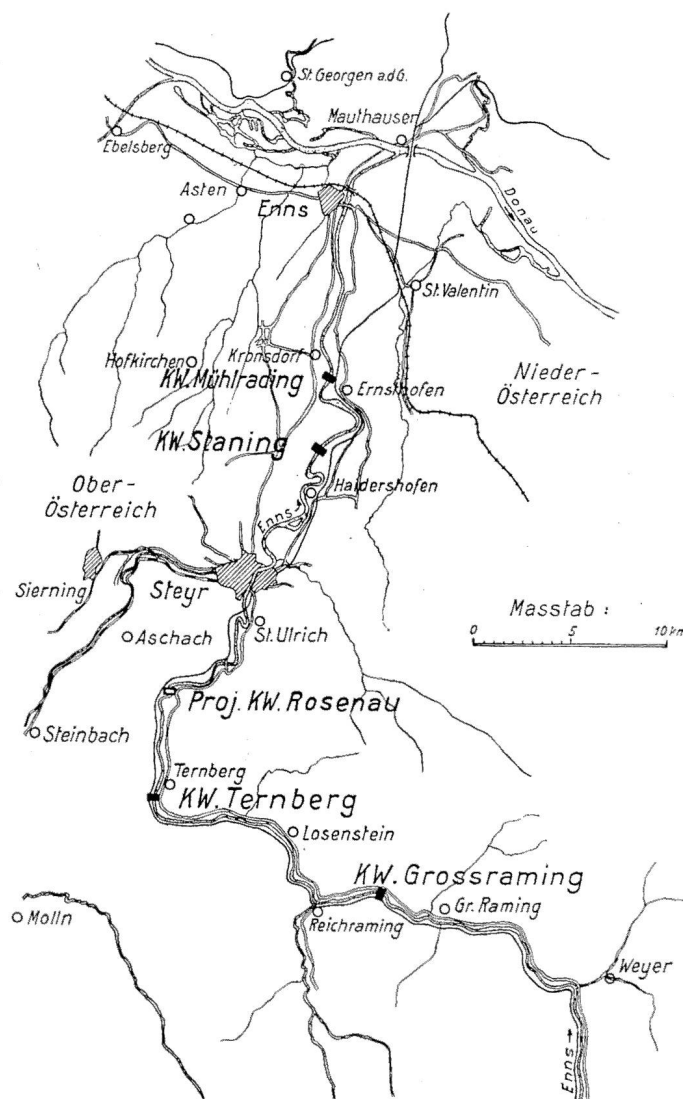 St. Georgen a.d.G.
Mauthausen
Ebelsberg
Asten
Enns
Donau
St. Valentin
Kronsdorf
Hofkirchen
KW. Mühlrading
Ernsthofen
Nieder-
Österreich
KW. Staning
Ober-
Österreich
Haidershofen
Enns
Sierning
Steyr
Masstab :
0 5 10 km
Aschach
St. Ulrich
Proj. KW. Rosenau
Steinbach
Ternberg
KW. Ternberg
Losenstein
KW. Grossraming
Gr. Raming
Molln
Reichraming
Weyer
Enns